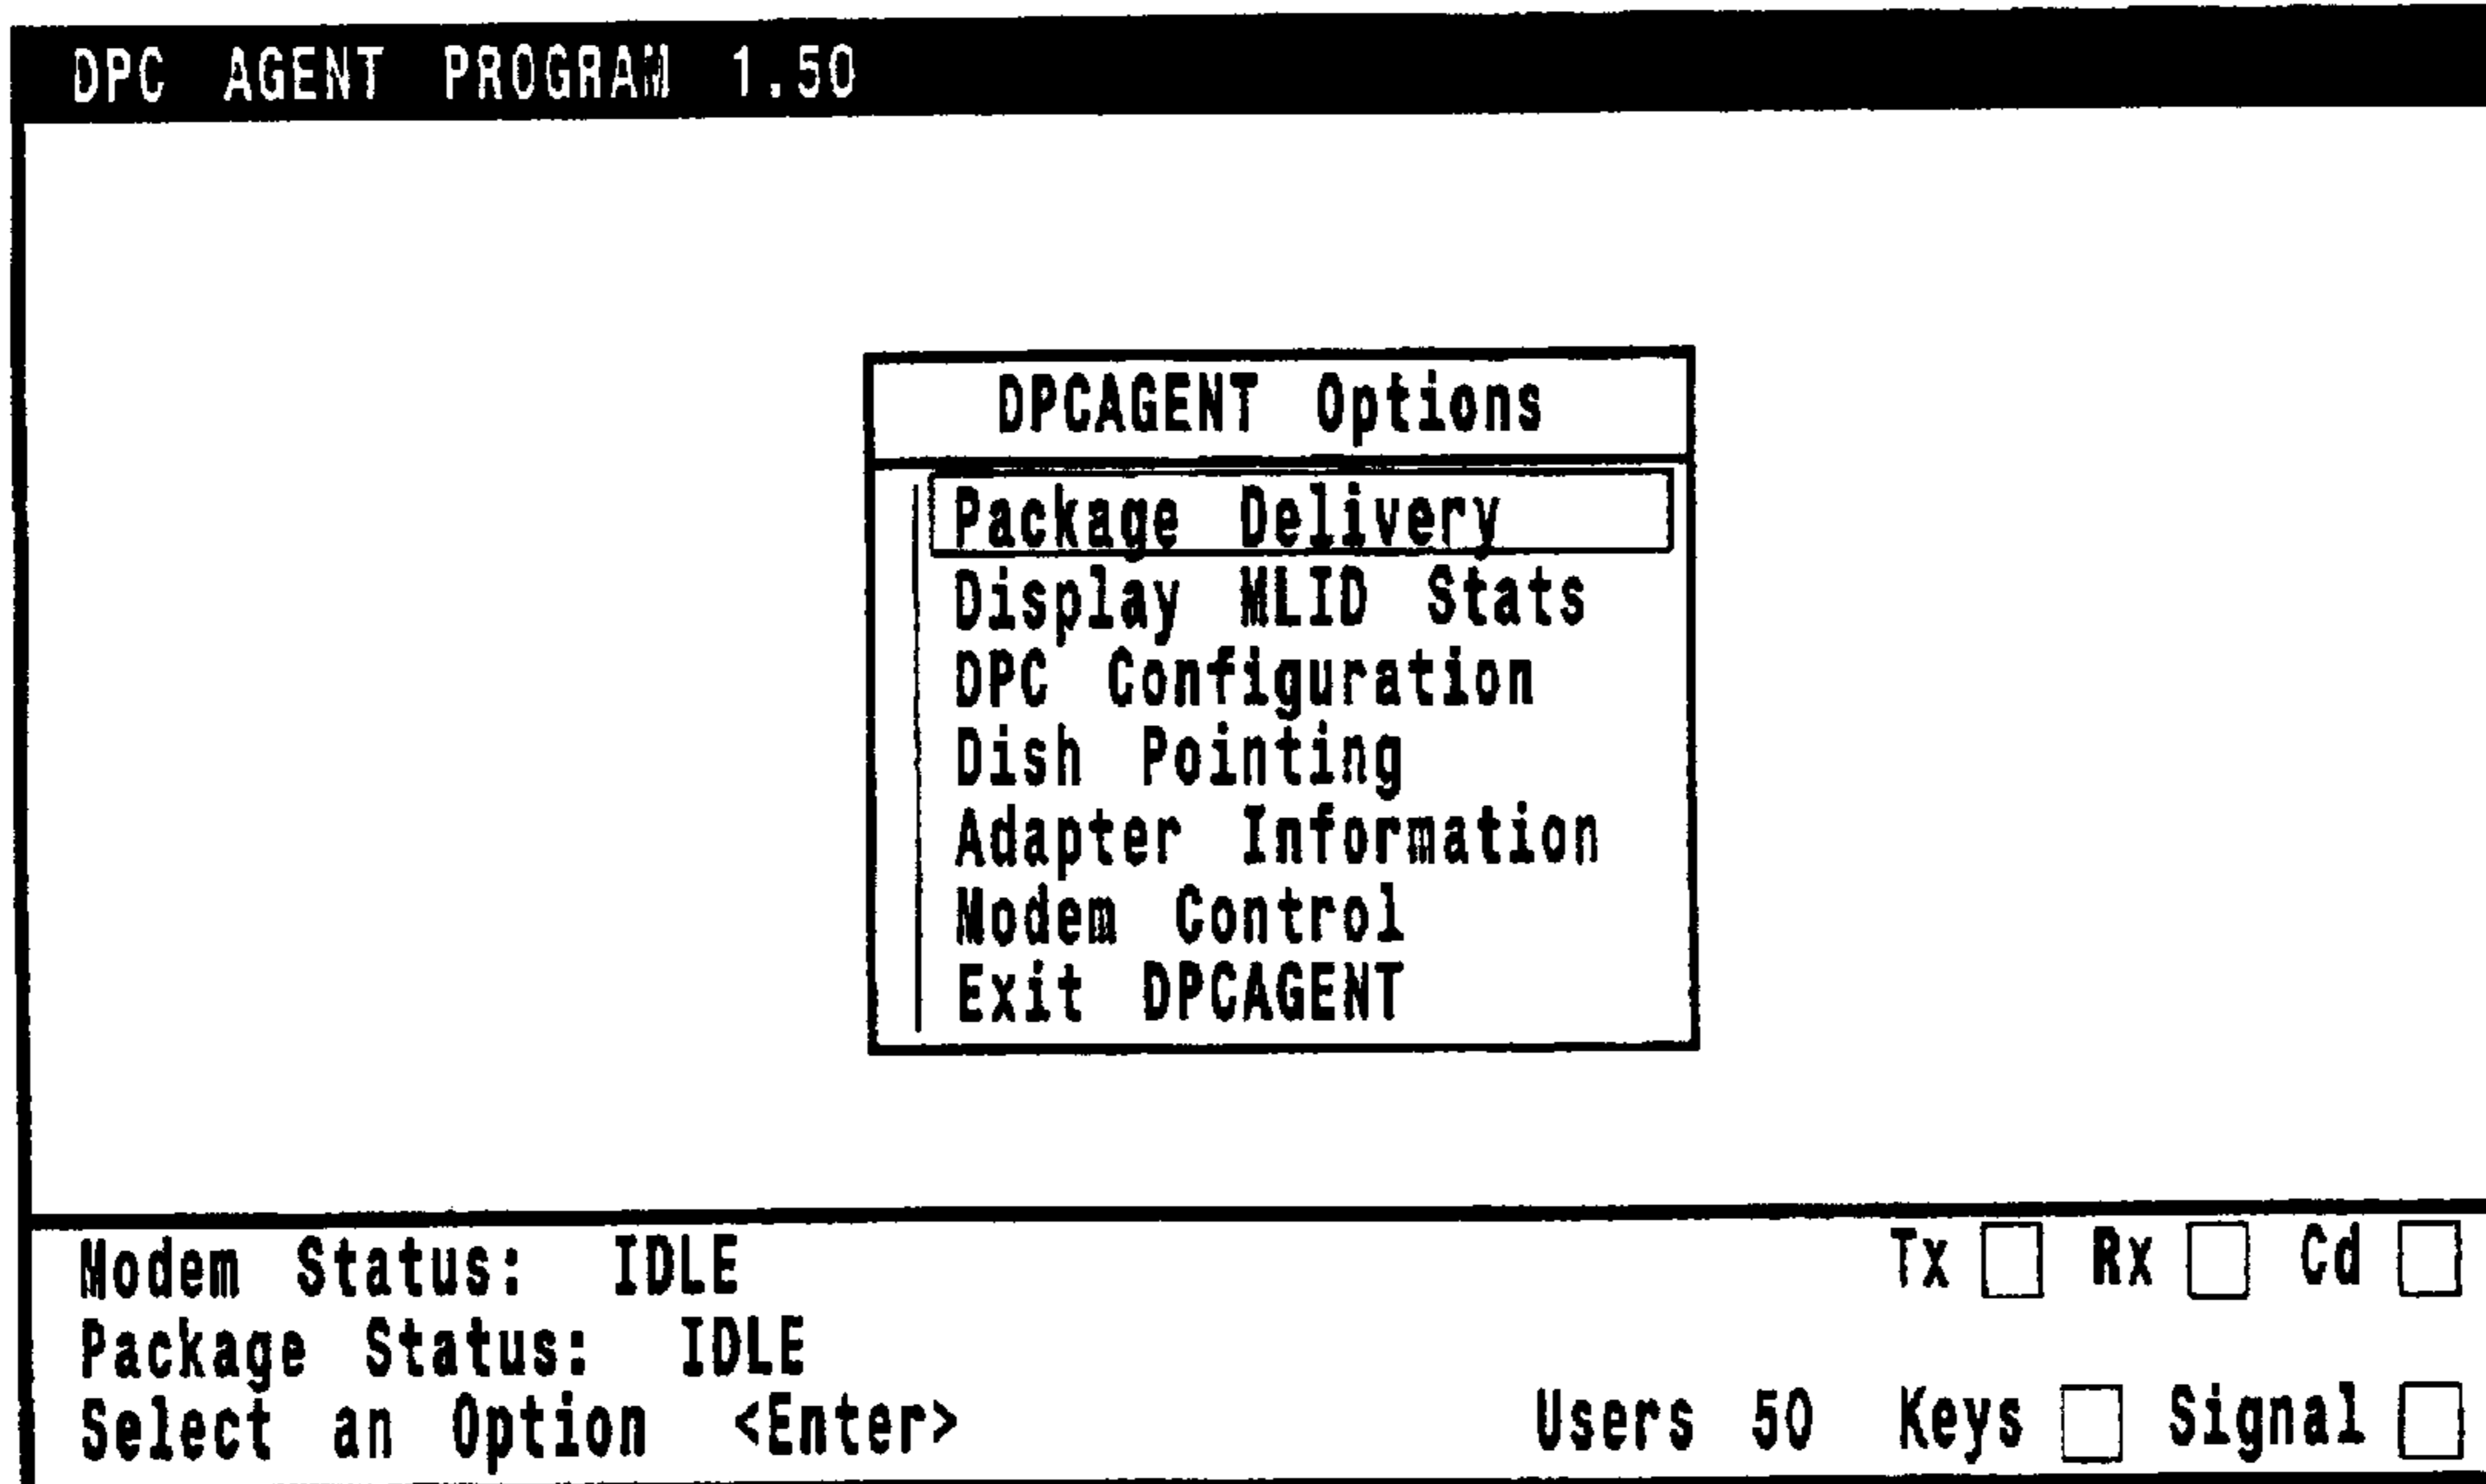 DPC AGENT PROGRAM 1.50
DPCAGENT Options
Package Delivery
Display MLID Stats
DPC Configuration
Dish Pointing
Adapter Information
Modem Control
Exit DPCAGENT
Modem Status: IDLE Tx Rx Cd
Package Status: IDLE
Select an Option <Enter> Users 50 Keys Signal